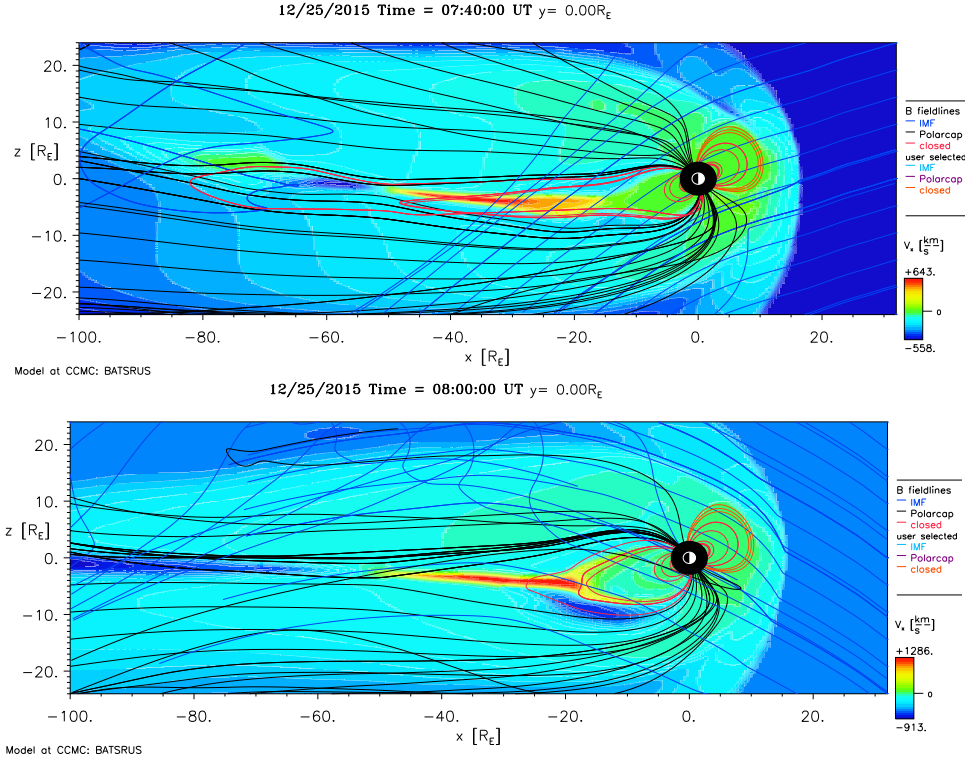 12/25/2015 Time = 07:40:00 UT y= 0.00R_E
20.
10.
0.
−10.
−20.
z [R_E]
−100. −80. −60. −40. −20. 0. 20.
x [R_E]
B fieldlines
IMF
Polarcap
closed
user selected
IMF
Polarcap
closed
V_x [km/s]
+643.
0
−558.
Model at CCMC: BATSRUS
12/25/2015 Time = 08:00:00 UT y= 0.00R_E
20.
10.
0.
−10.
−20.
z [R_E]
−100. −80. −60. −40. −20. 0. 20.
x [R_E]
B fieldlines
IMF
Polarcap
closed
user selected
IMF
Polarcap
closed
V_x [km/s]
+1286.
0
−913.
Model at CCMC: BATSRUS